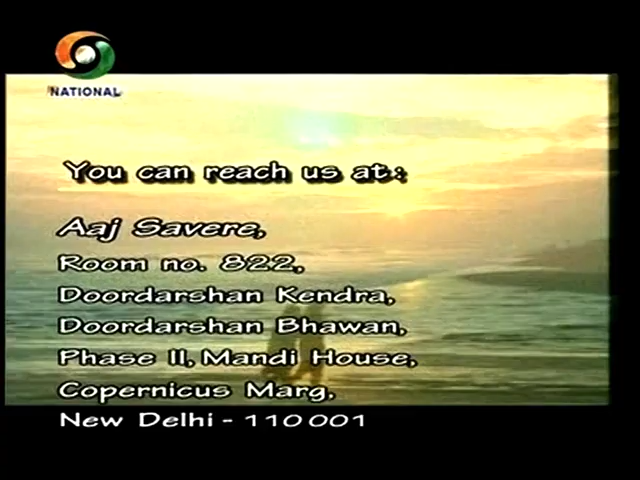 NATIONAL
You can reach us at:
Aaj Savere,
Room no. 822,
Doordarshan Kendra,
Doordarshan Bhawan,
Phase II, Mandi House,
Copernicus Marg,
New Delhi - 110001